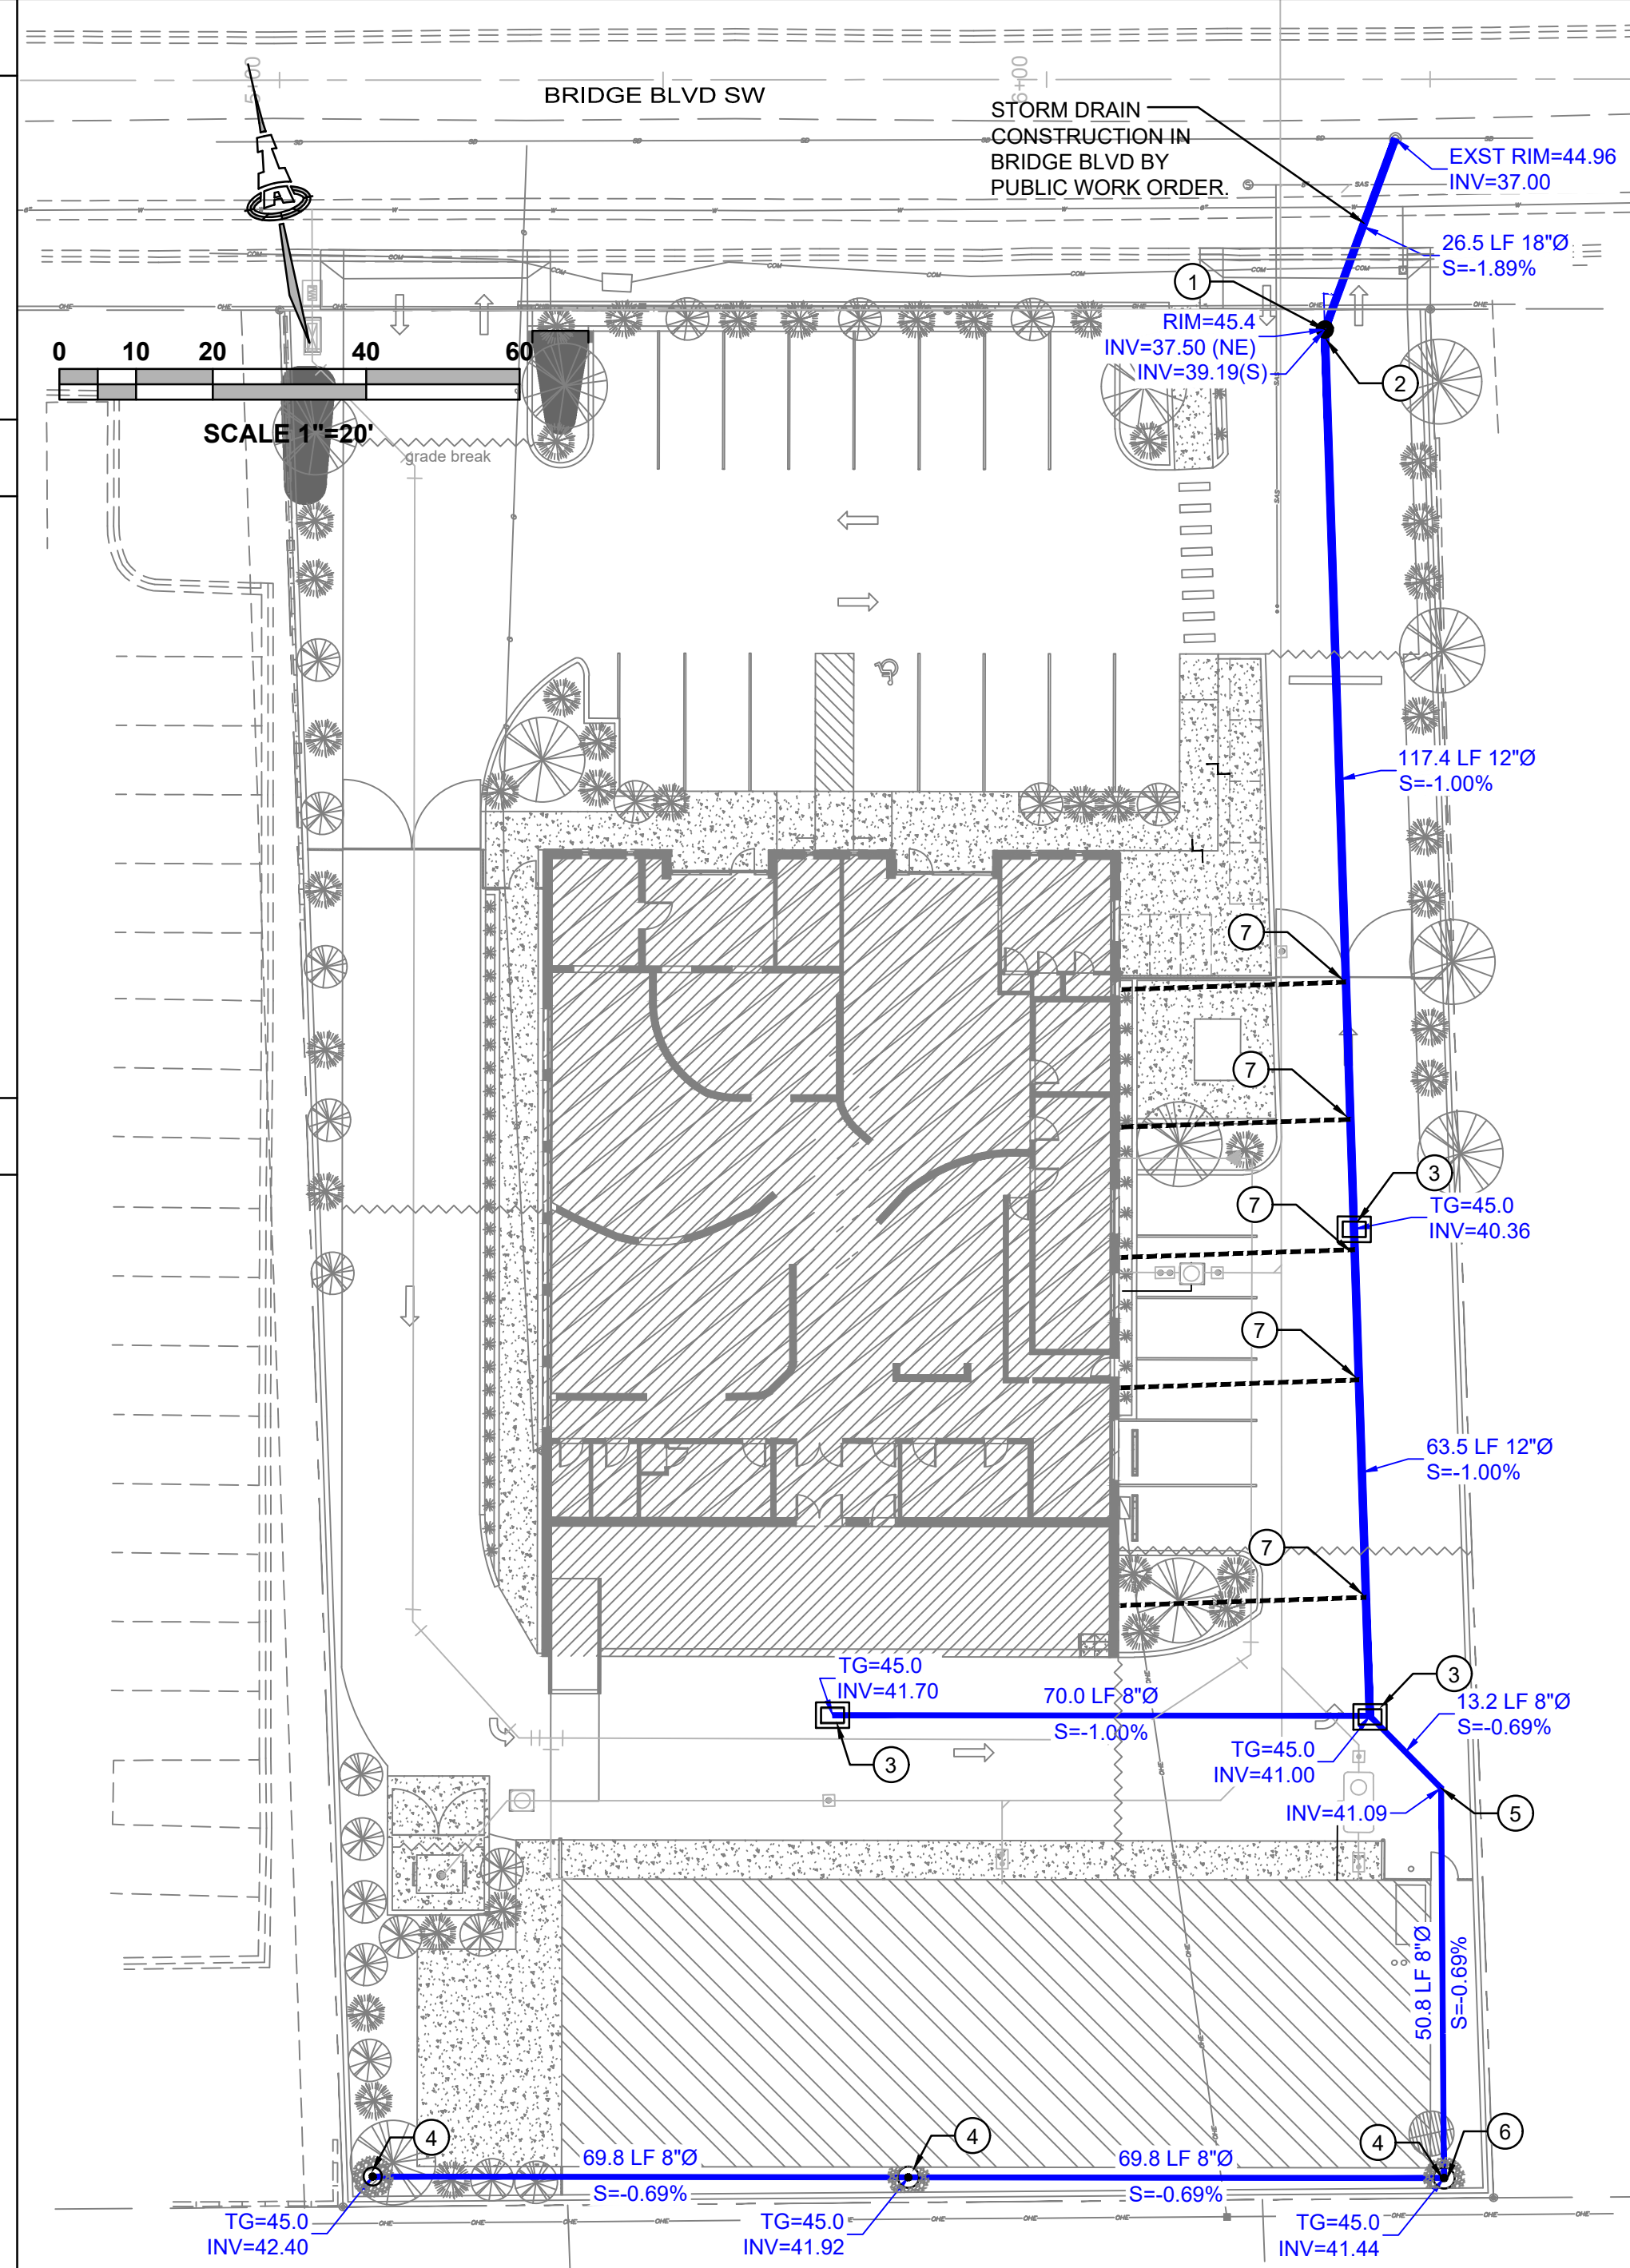 5+00
6+00
BRIDGE BLVD SW
STORM DRAIN
CONSTRUCTION IN
BRIDGE BLVD BY
PUBLIC WORK ORDER.
EXST RIM=44.96
INV=37.00
26.5 LF 18"Ø
S=-1.89%
A
1
RIM=45.4
INV=37.50 (NE)
INV=39.19(S)
2
0 10 20 40 60
SCALE 1"=20'
grade break
117.4 LF 12"Ø
S=-1.00%
7
7
3
TG=45.0
INV=40.36
7
7
63.5 LF 12"Ø
S=-1.00%
7
TG=45.0
INV=41.70
3
70.0 LF 8"Ø
S=-1.00%
3
13.2 LF 8"Ø
S=-0.69%
TG=45.0
INV=41.00
INV=41.09
5
50.8 LF 8"Ø
S=-0.69%
4
69.8 LF 8"Ø
S=-0.69%
4
69.8 LF 8"Ø
S=-0.69%
4
6
TG=45.0
INV=42.40
TG=45.0
INV=41.92
TG=45.0
INV=41.44